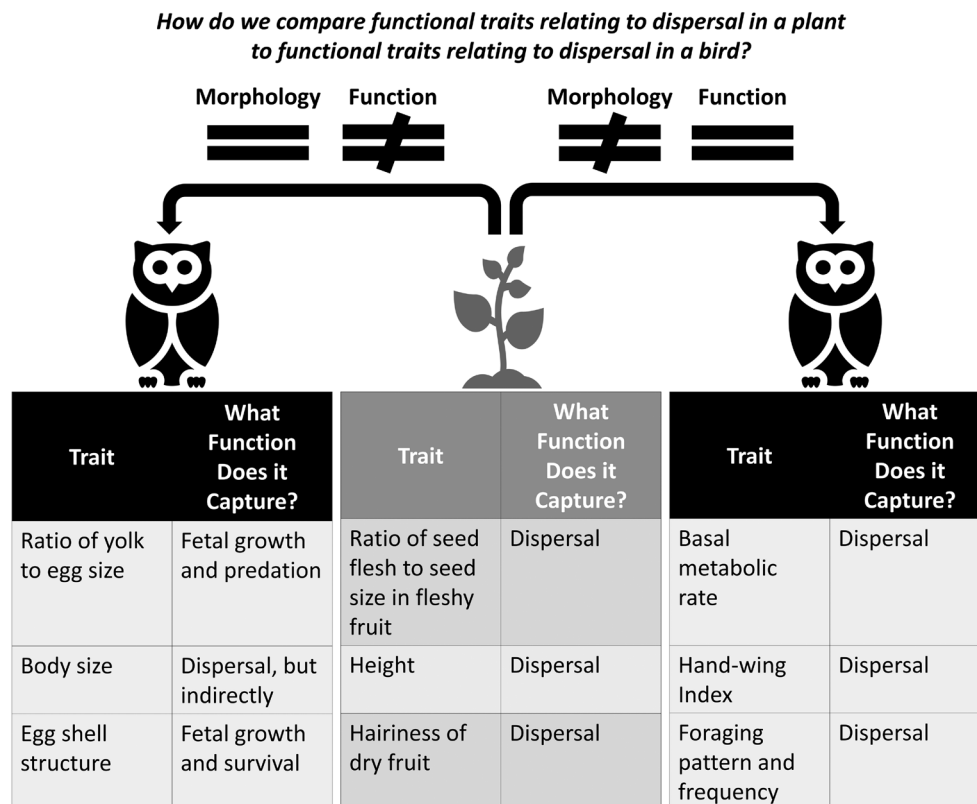 How do we compare functional traits relating to dispersal in a plant
to functional traits relating to dispersal in a bird?
Morphology Function Morphology Function
Trait
What
Function
Does it
Capture?
Ratio of yolk
to egg size
Fetal growth
and predation
Body size
Dispersal, but
indirectly
Egg shell
structure
Fetal growth
and survival
Trait
What
Function
Does it
Capture?
Ratio of seed
flesh to seed
size in fleshy
fruit
Dispersal
Height
Dispersal
Hairiness of
dry fruit
Dispersal
Trait
What
Function
Does it
Capture?
Basal
metabolic
rate
Dispersal
Hand-wing
Index
Dispersal
Foraging
pattern and
frequency
Dispersal